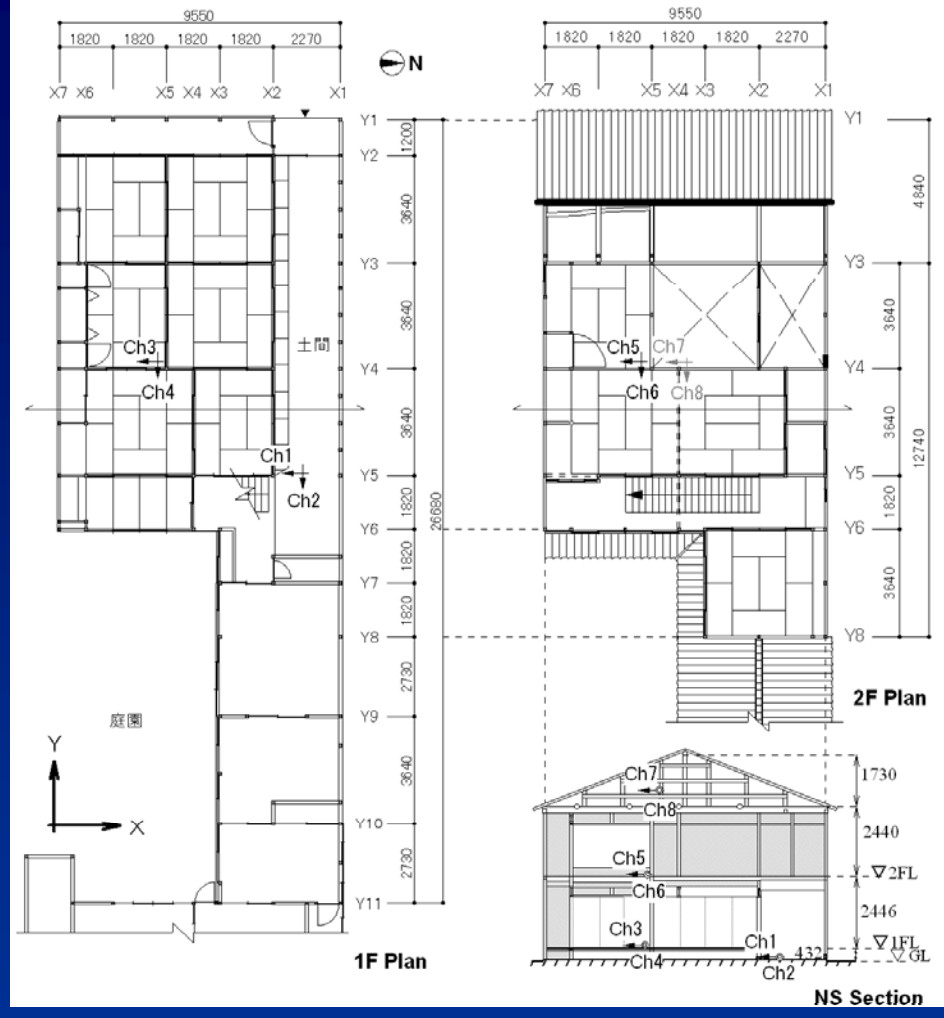 9550
1820 1820 1820 1820 2270
X7 X6 X5 X4 X3 X2 X1
N
Y1
1200
Y2
3640
Y3
3640
土間
Ch3
Y4
Ch4
3640
Ch1
Y5
Ch2
1820
26680
Y6
1820
Y7
1820
Y8
2730
庭園
Y9
Y
3640
X
Y10
2730
Y11
1F Plan
9550
1820 1820 1820 1820 2270
X7 X6 X5 X4 X3 X2 X1
Y1
4840
Y3
3640
Ch5 Ch7
Y4
Ch6 Ch8
3640
12740
Y5
1820
Y6
3640
Y8
2F Plan
Ch7
1730
Ch8
2440
Ch5
▽2FL
Ch6
2446
Ch3
Ch1
▽1FL
Ch4
432
▽GL
Ch2
NS Section